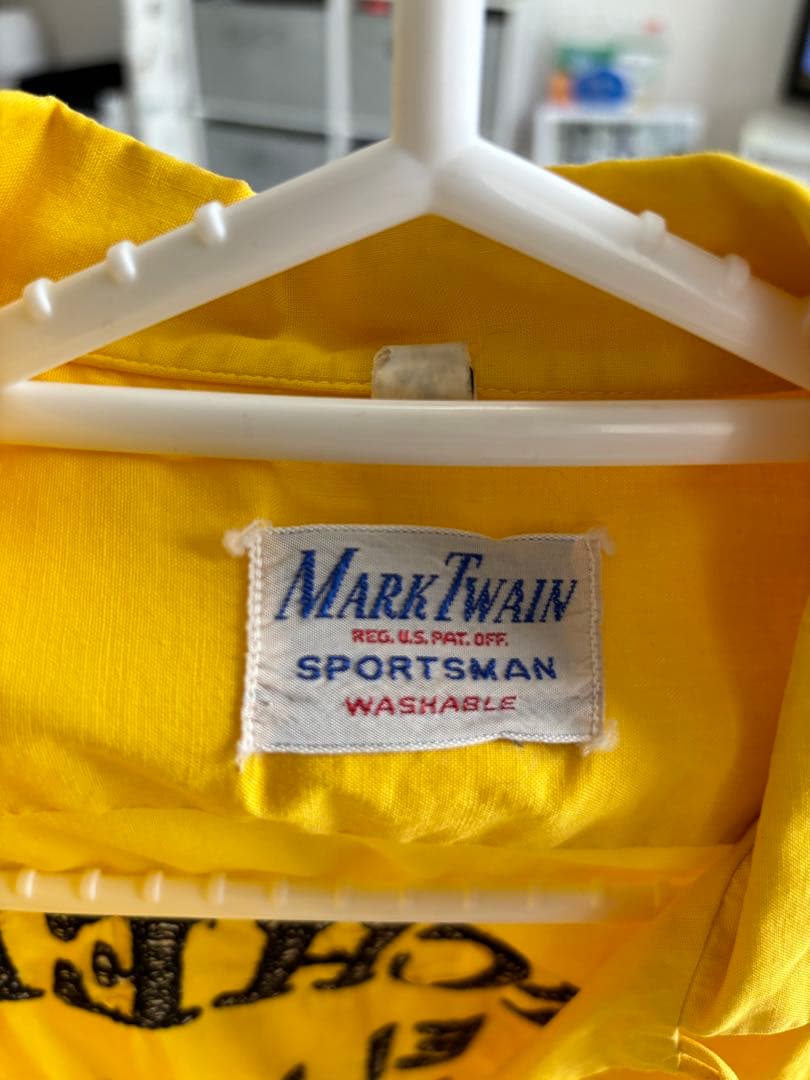 MARK TWAIN
REG. U.S. PAT. OFF.
SPORTSMAN
WASHABLE